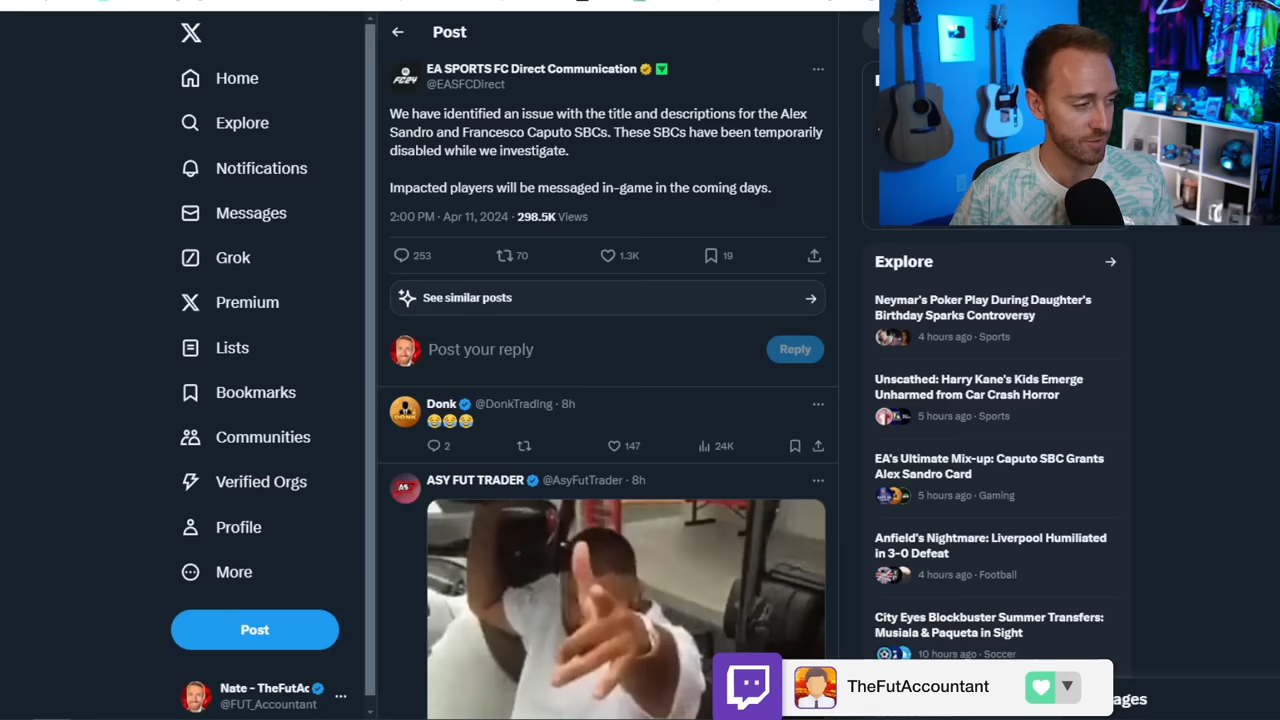 Post
EA SPORTS FC Direct Communication
@EASFCDirect
We have identified an issue with the title and descriptions for the Alex
Sandro and Francesco Caputo SBCs. These SBCs have been temporarily
disabled while we investigate.
Impacted players will be messaged in-game in the coming days.
2:00 PM · Apr 11, 2024 · 298.5K Views
253
70
1.3K
19
See similar posts
Post your reply
Reply
Donk @DonkTrading · 8h
😂😂😂
2
147
24K
ASY FUT TRADER @AsyFutTrader · 8h
Home
Explore
Notifications
Messages
Grok
Premium
Lists
Bookmarks
Communities
Verified Orgs
Profile
More
Post
Nate - TheFutAc
@FUT_Accountant
Explore
Neymar's Poker Play During Daughter's
Birthday Sparks Controversy
4 hours ago · Sports
Unscathed: Harry Kane's Kids Emerge
Unharmed from Car Crash Horror
5 hours ago · Sports
EA's Ultimate Mix-up: Caputo SBC Grants
Alex Sandro Card
5 hours ago · Gaming
Anfield's Nightmare: Liverpool Humiliated
in 3-0 Defeat
4 hours ago · Football
City Eyes Blockbuster Summer Transfers:
Musiala & Paqueta in Sight
10 hours ago · Soccer
TheFutAccountant
ages